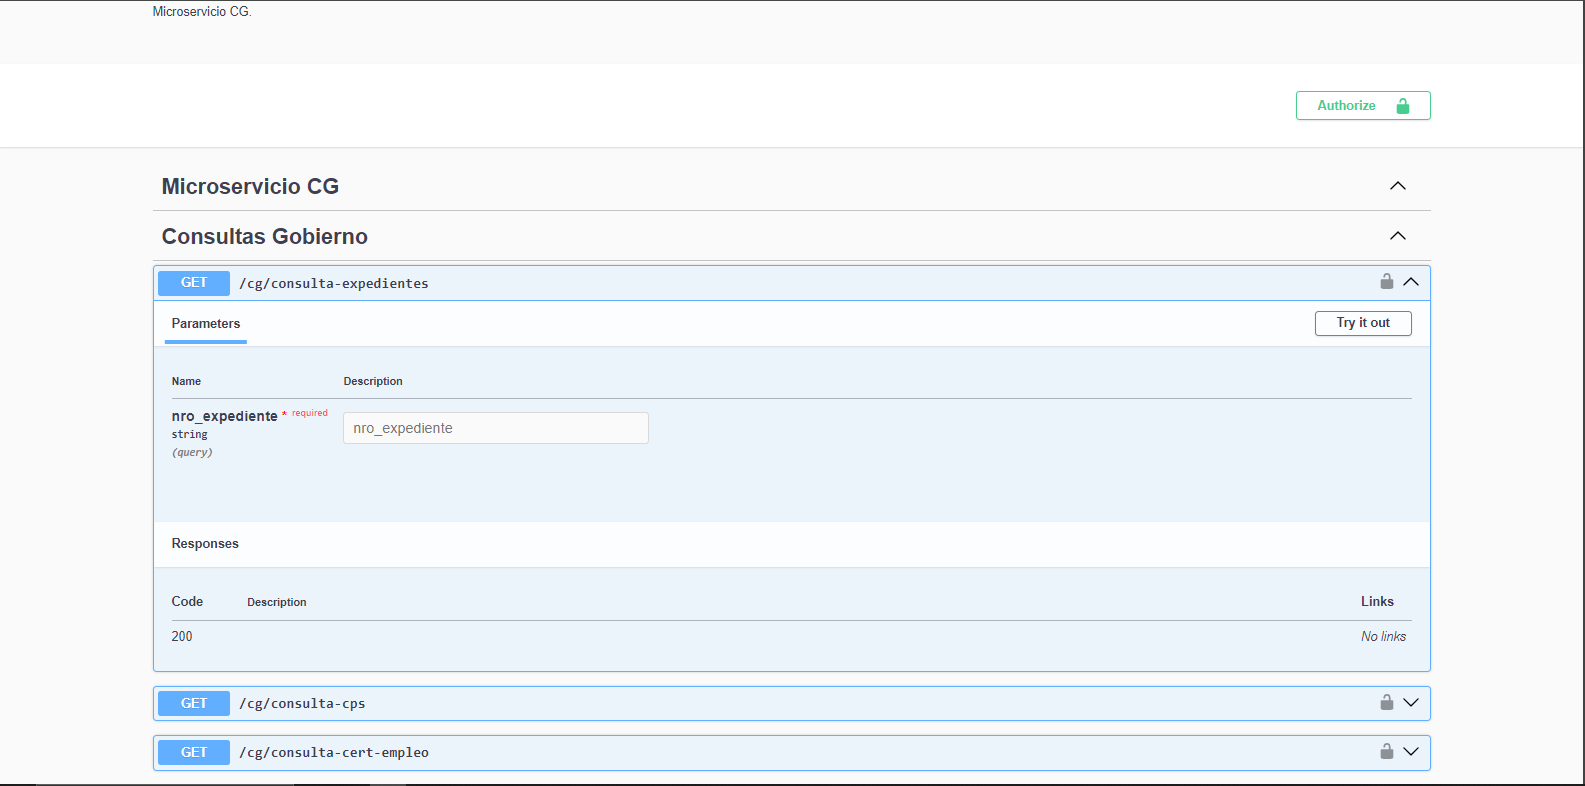 Microservicio CG.
Authorize
Microservicio CG
Consultas Gobierno
GET /cg/consulta-expedientes
Parameters
Try it out
Name Description
nro_expediente * required
string
(query)
nro_expediente
Responses
Code Description Links
200 No links
GET /cg/consulta-cps
GET /cg/consulta-cert-empleo